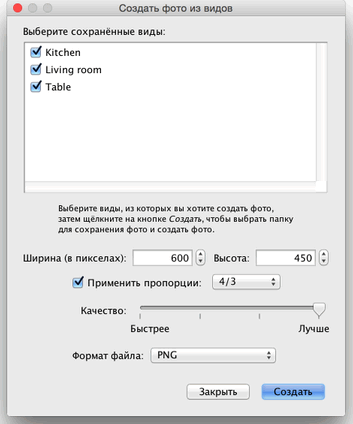 Создать фото из видов
Выберите сохранённые виды:
Kitchen
Living room
Table
Выберите виды, из которых вы хотите создать фото,
затем щёлкните на кнопке Создать, чтобы выбрать папку
для сохранения фото и создать фото.
Ширина (в пикселах): 600 Высота: 450
Применить пропорции: 4/3
Качество:
Быстрее Лучше
Формат файла: PNG
Закрыть Создать